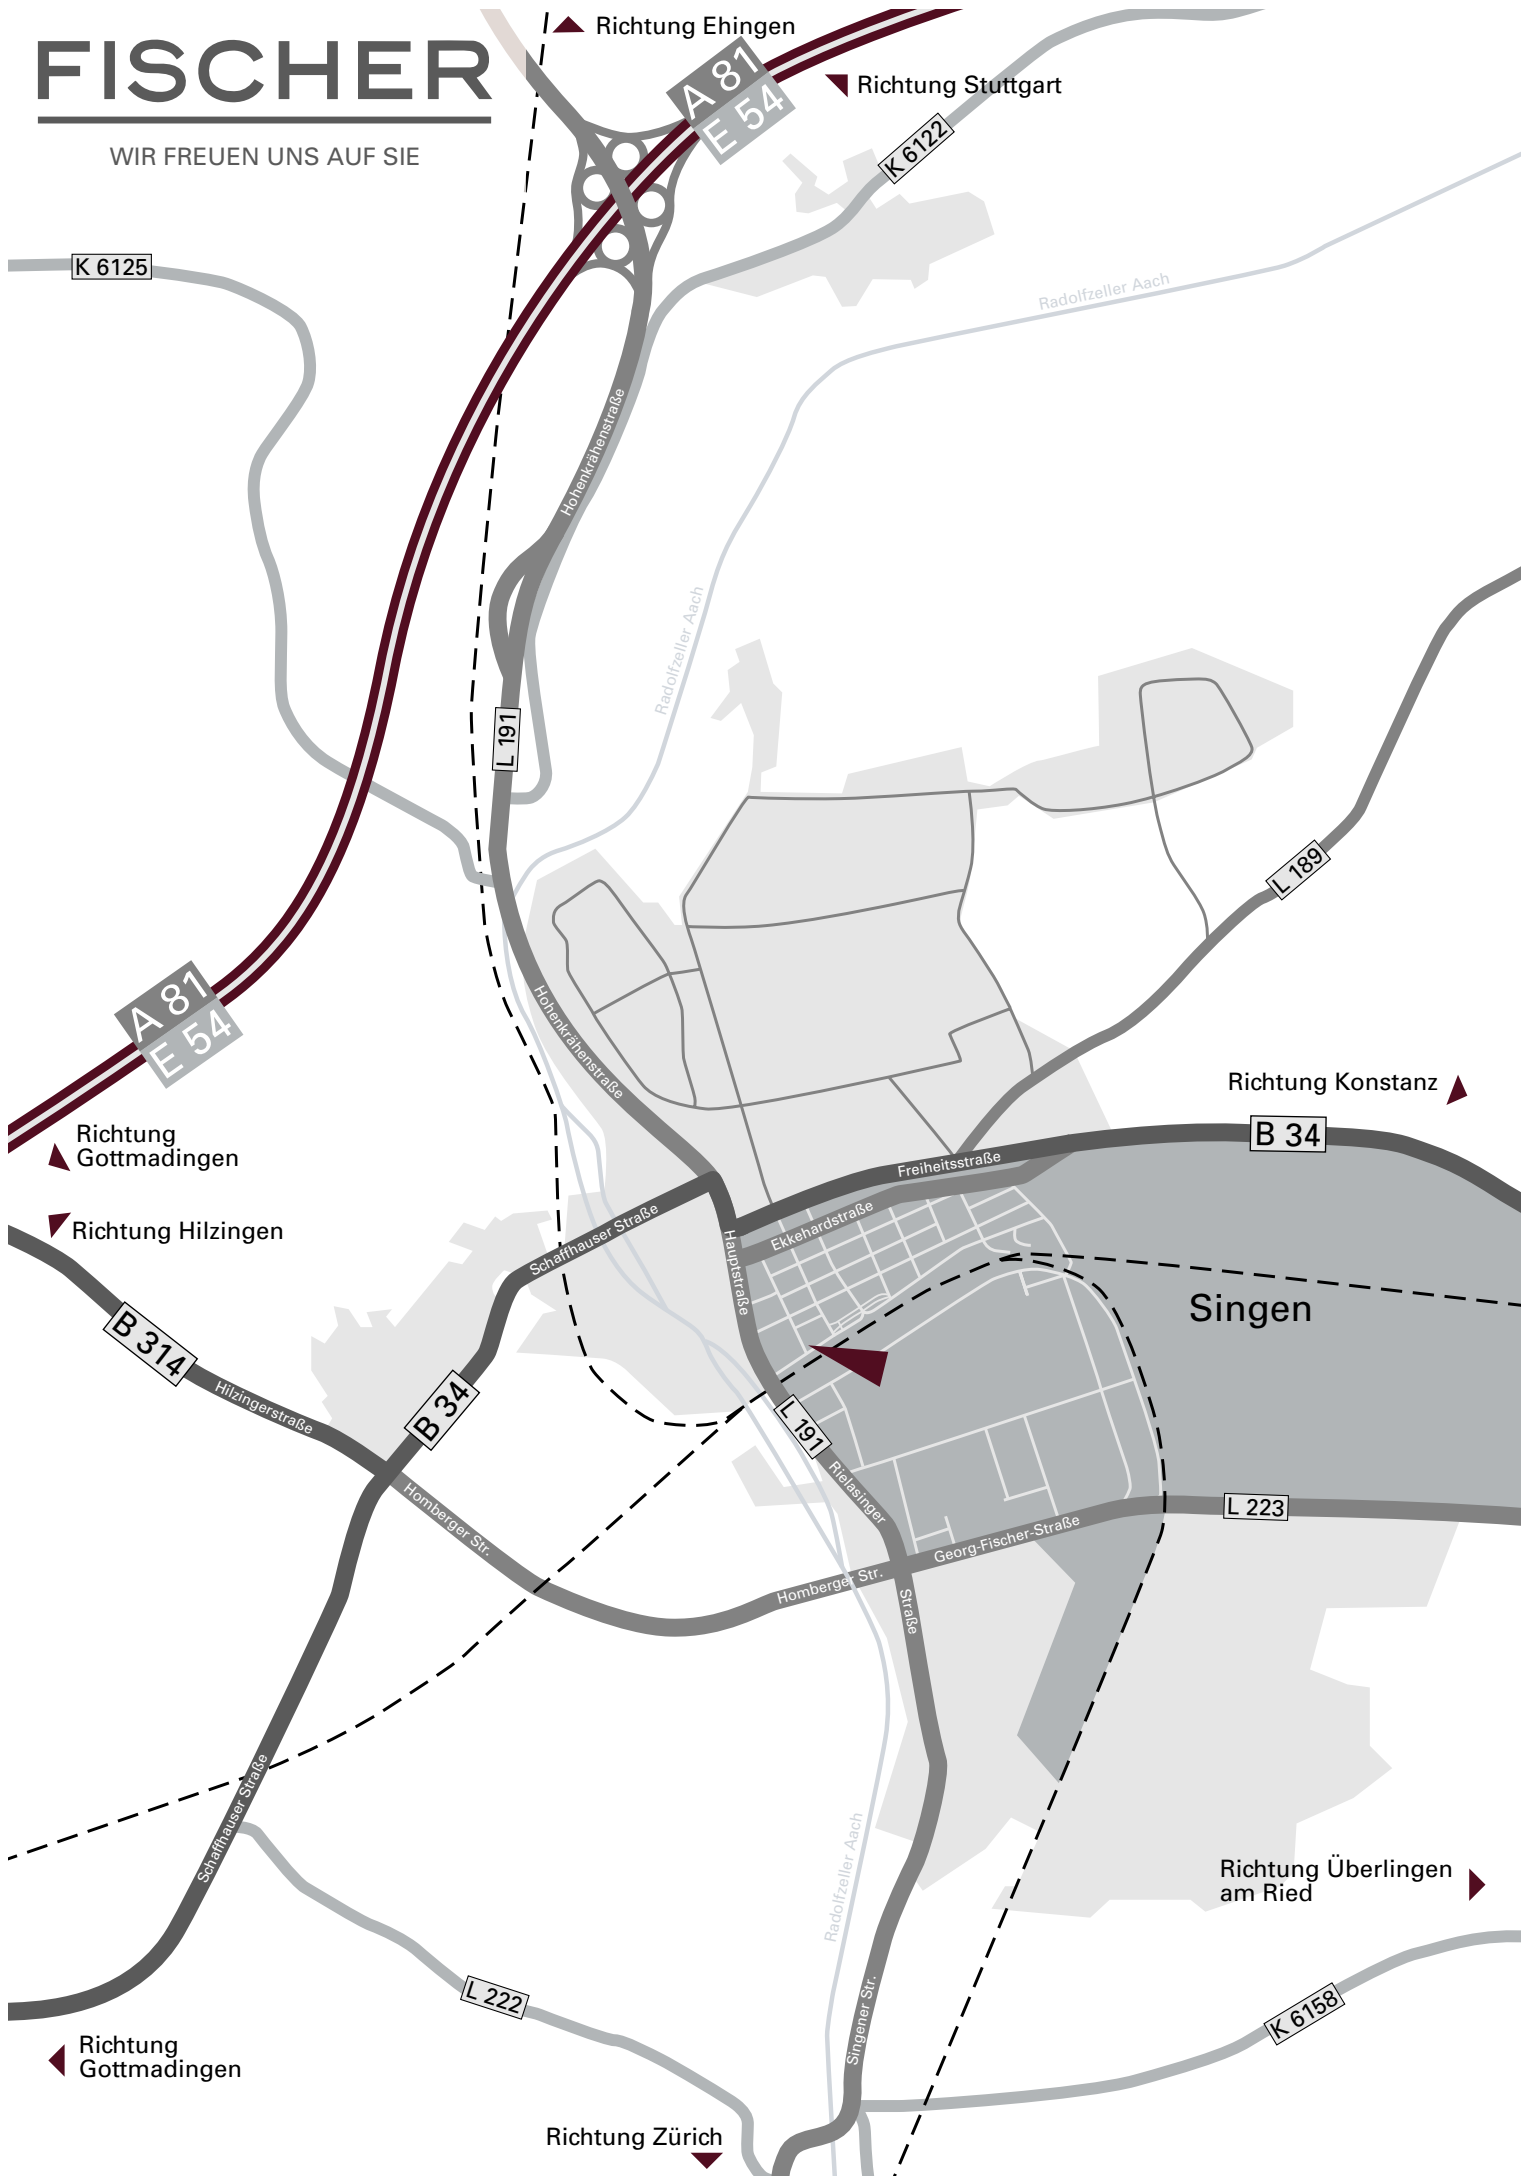 FISCHER
WIR FREUEN UNS AUF SIE
Richtung Ehingen
A 81
E 54
Richtung Stuttgart
K 6122
K 6125
Radolfzeller Aach
Hohenkrähenstraße
Radolfzeller Aach
L 191
L 189
A 81
E 54
Hohenkrähenstraße
Richtung Konstanz
Richtung
Gottmadingen
B 34
Freiheitsstraße
Richtung Hilzingen
Schaffhauser Straße
Ekkehardstraße
Hauptstraße
Singen
B 314
B 34
Hilzingerstraße
L 191
Rielasinger
Homberger Str.
L 223
Georg-Fischer-Straße
Homberger Str.
Straße
Schaffhauser Straße
Radolfzeller Aach
Richtung Überlingen
am Ried
L 222
Singener Str.
K 6158
Richtung
Gottmadingen
Richtung Zürich